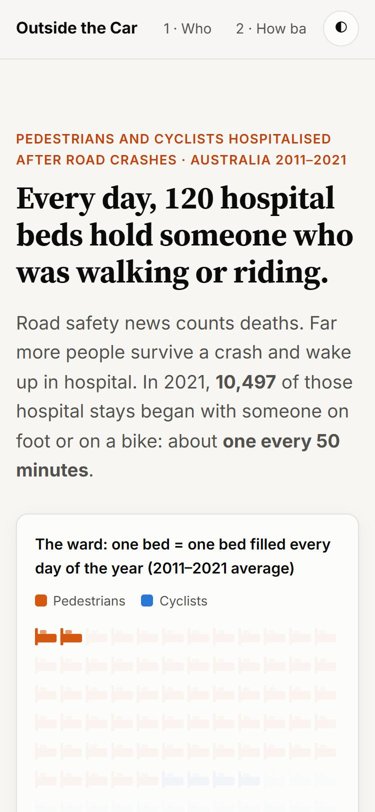 Outside the Car
1 · Who
2 · How ba
PEDESTRIANS AND CYCLISTS HOSPITALISED
AFTER ROAD CRASHES · AUSTRALIA 2011–2021
Every day, 120 hospital
beds hold someone who
was walking or riding.
Road safety news counts deaths. Far
more people survive a crash and wake
up in hospital. In 2021, 10,497 of those
hospital stays began with someone on
foot or on a bike: about one every 50
minutes.
The ward: one bed = one bed filled every
day of the year (2011–2021 average)
Pedestrians
Cyclists